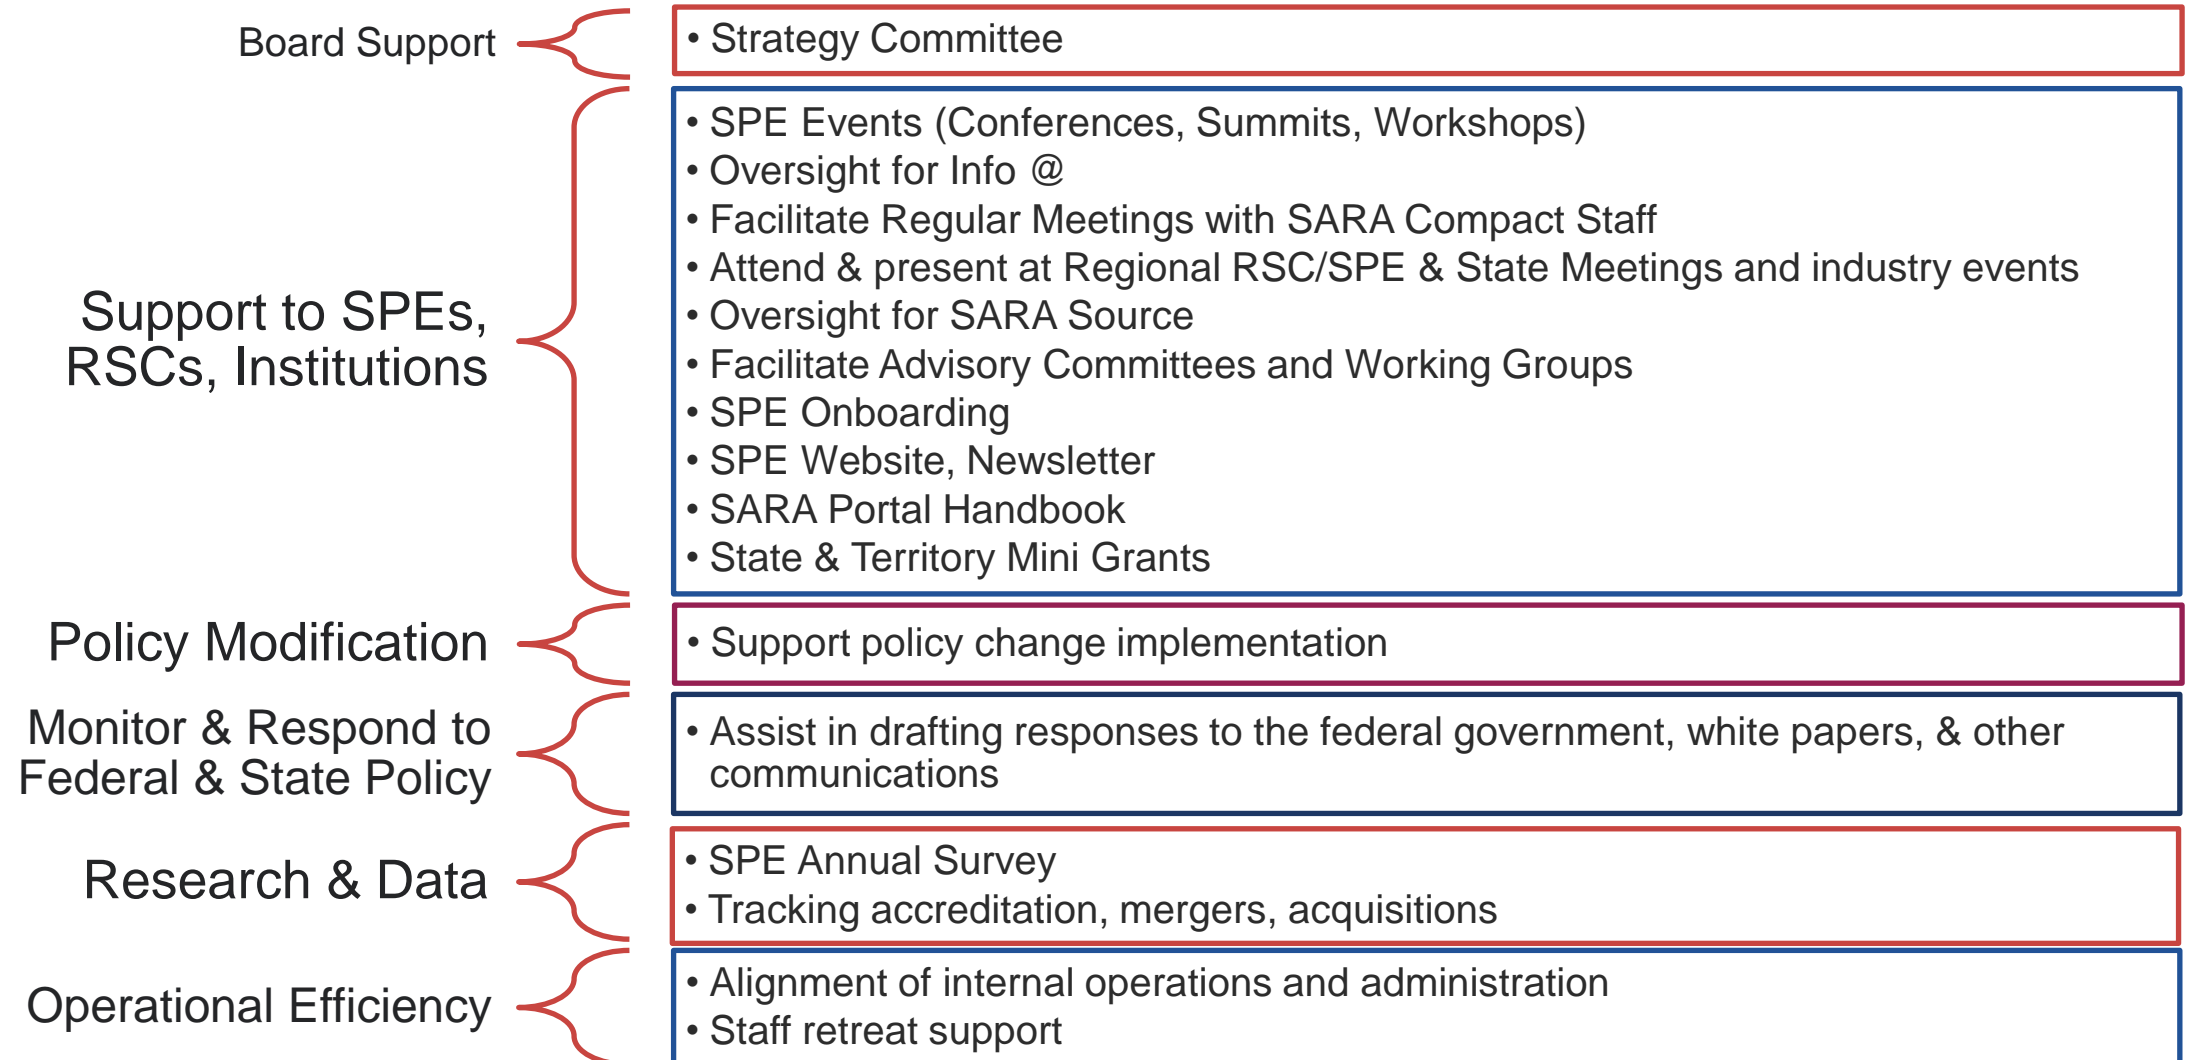 Board Support
• Strategy Committee
Support to SPEs,
RSCs, Institutions
• SPE Events (Conferences, Summits, Workshops)
• Oversight for Info @
• Facilitate Regular Meetings with SARA Compact Staff
• Attend & present at Regional RSC/SPE & State Meetings and industry events
• Oversight for SARA Source
• Facilitate Advisory Committees and Working Groups
• SPE Onboarding
• SPE Website, Newsletter
• SARA Portal Handbook
• State & Territory Mini Grants
Policy Modification
• Support policy change implementation
Monitor & Respond to
Federal & State Policy
• Assist in drafting responses to the federal government, white papers, & other
communications
Research & Data
• SPE Annual Survey
• Tracking accreditation, mergers, acquisitions
Operational Efficiency
• Alignment of internal operations and administration
• Staff retreat support